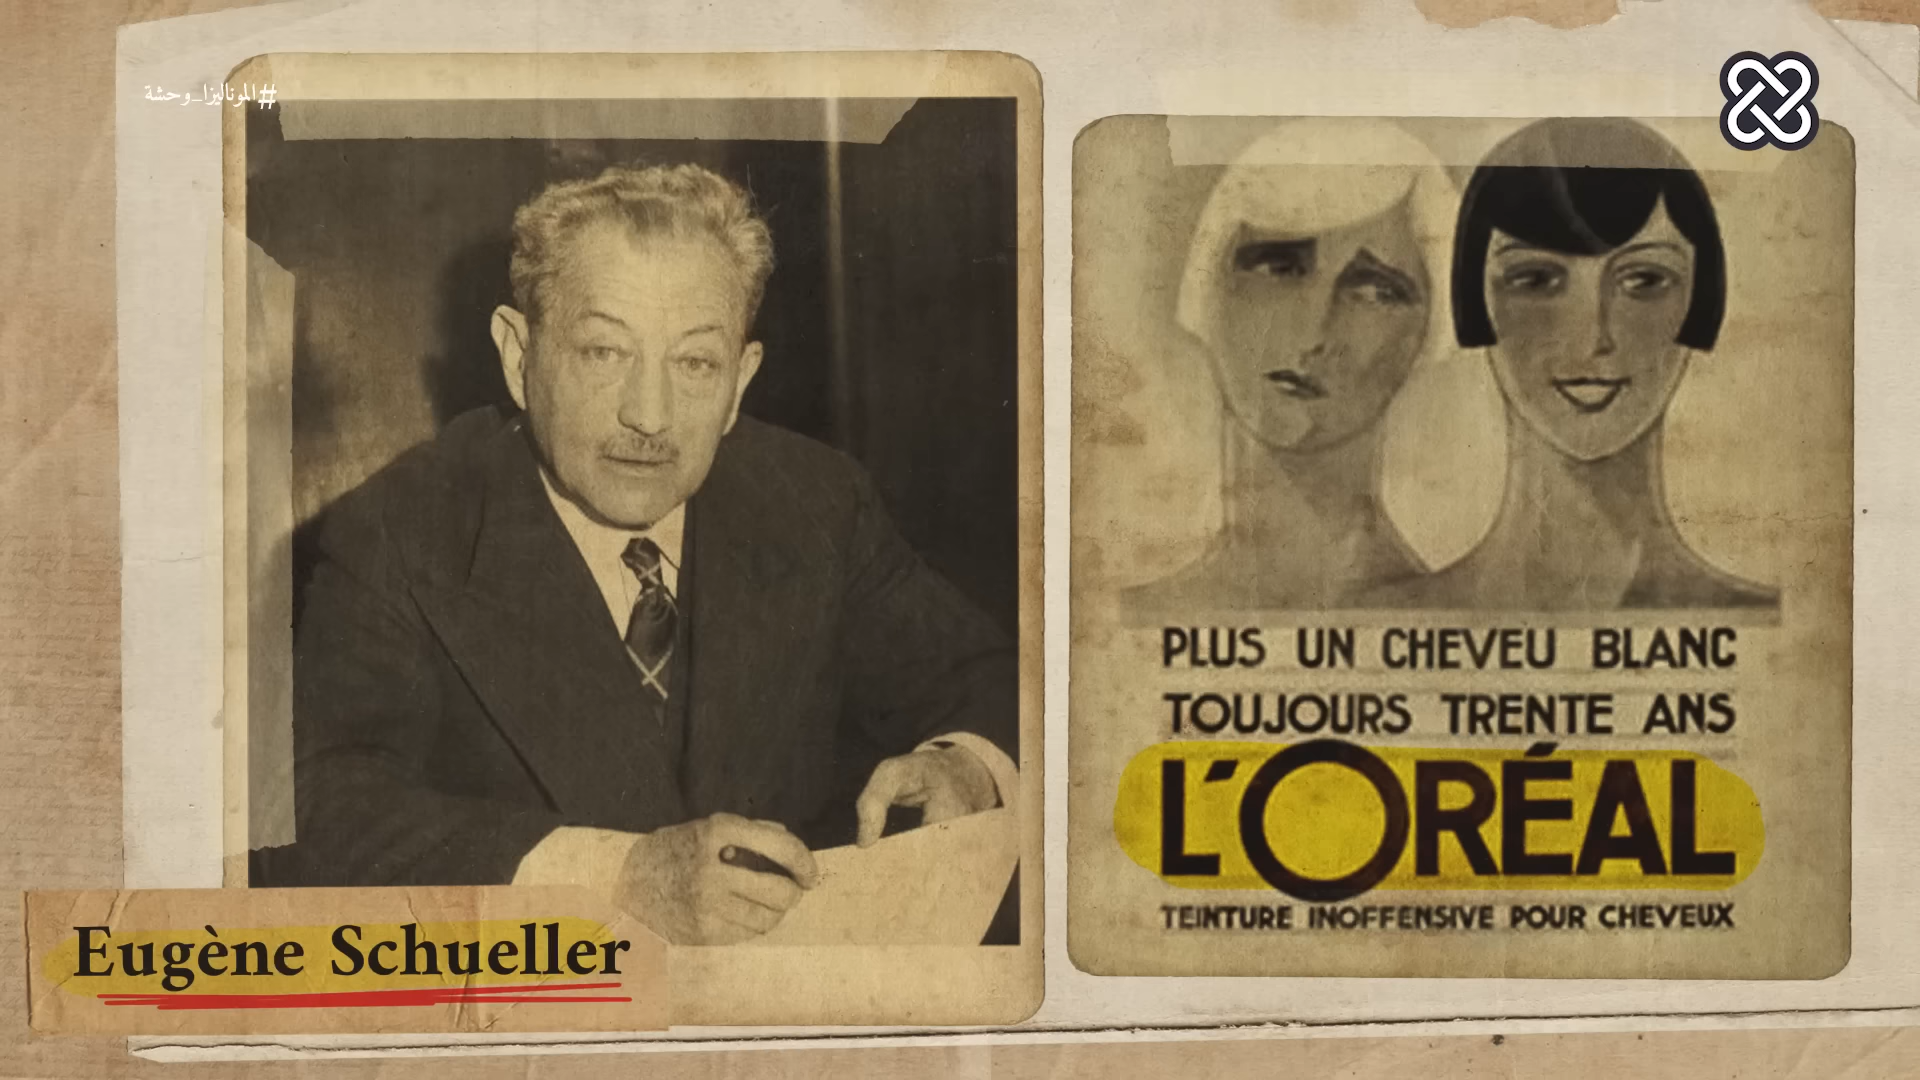 #الموناليزا_وحشة
PLUS UN CHEVEU BLANC
TOUJOURS TRENTE ANS
L'ORÉAL
TEINTURE INOFFENSIVE POUR CHEVEUX
Eugène Schueller